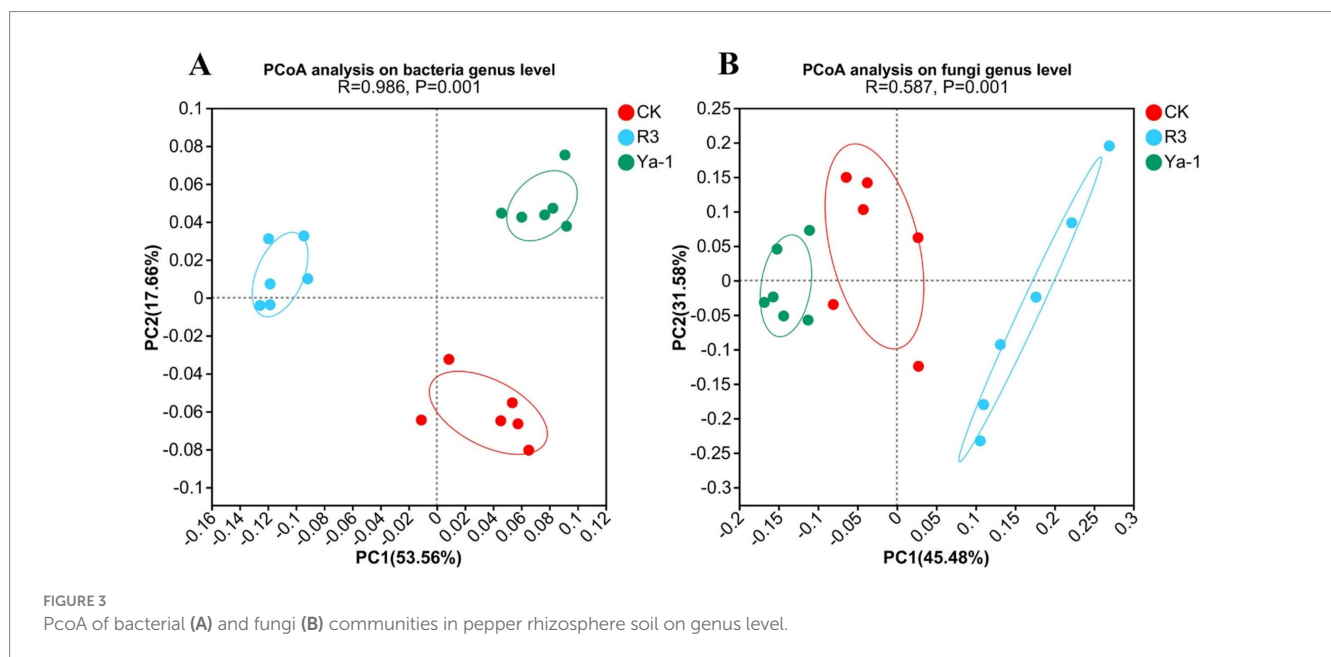 A
PCoA analysis on bacteria genus level
R=0.986, P=0.001
0.1
0.08
0.06
0.04
0.02
0
-0.02
-0.04
-0.06
-0.08
-0.1
PC2(17.66%)
-0.16
-0.14
-0.12
-0.1
-0.08
-0.06
-0.04
-0.02
0
0.02
0.04
0.06
0.08
0.1
0.12
PC1(53.56%)
CK
R3
Ya-1
B
PCoA analysis on fungi genus level
R=0.587, P=0.001
0.25
0.2
0.15
0.1
0.05
0
-0.05
-0.1
-0.15
-0.2
-0.25
-0.3
PC2(31.58%)
-0.2
-0.15
-0.1
-0.05
0
0.05
0.1
0.15
0.2
0.25
0.3
PC1(45.48%)
CK
R3
Ya-1
FIGURE 3
PcoA of bacterial (A) and fungi (B) communities in pepper rhizosphere soil on genus level.